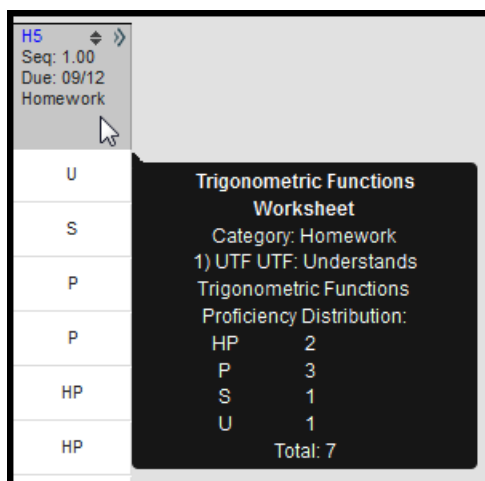 H5
Seq: 1.00
Due: 09/12
Homework
U
S
P
P
HP
HP
Trigonometric Functions
Worksheet
Category: Homework
1) UTF UTF: Understands
Trigonometric Functions
Proficiency Distribution:
HP 2
P 3
S 1
U 1
Total: 7